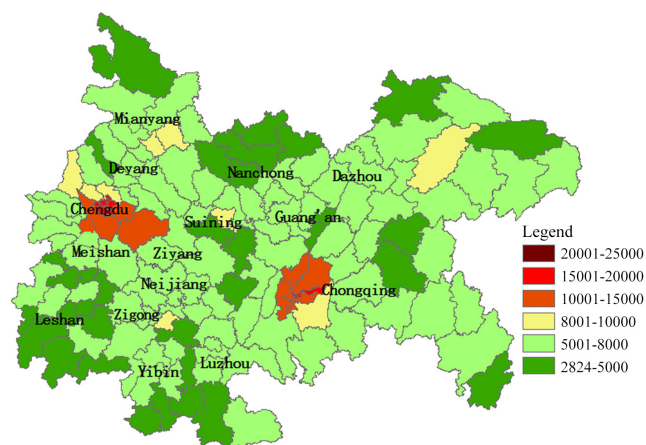 Mianyang
Deyang
Nanchong
Dazhou
Chengdu
Suining
Guang'an
Meishan
Ziyang
Neijiang
Chongqing
Leshan
Zigong
Yibin
Luzhou
Legend
20001-25000
15001-20000
10001-15000
8001-10000
5001-8000
2824-5000